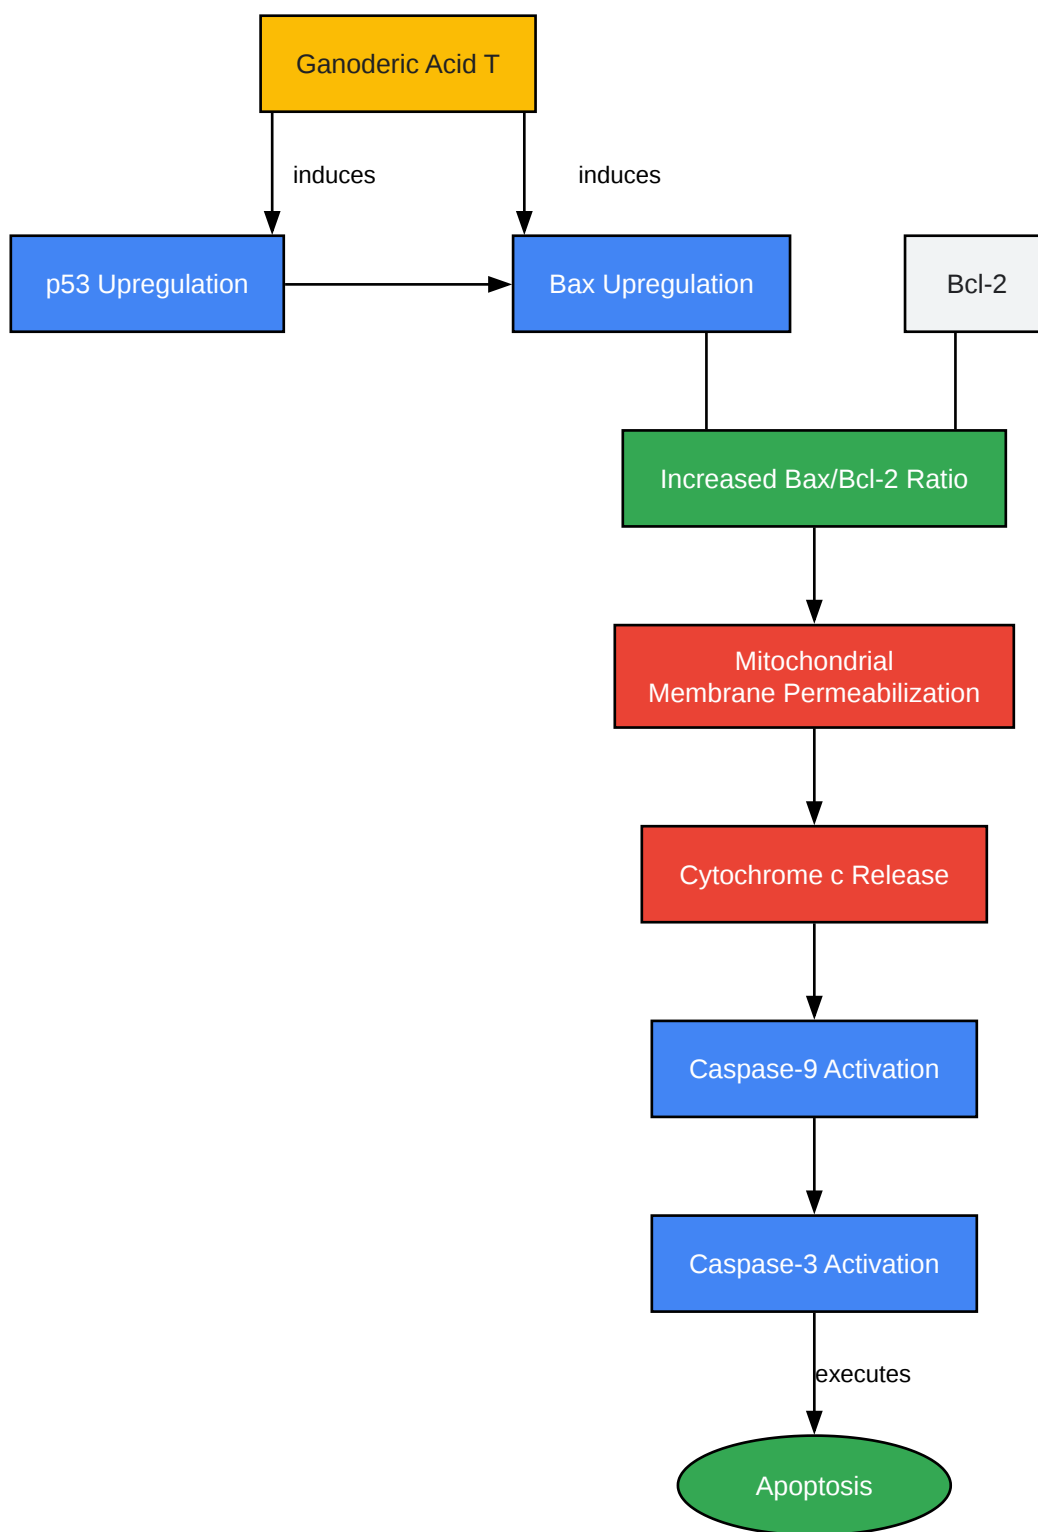 Ganoderic Acid T
induces
induces
p53 Upregulation
Bax Upregulation
Bcl-2
Increased Bax/Bcl-2 Ratio
Mitochondrial
Membrane Permeabilization
Cytochrome c Release
Caspase-9 Activation
Caspase-3 Activation
executes
Apoptosis